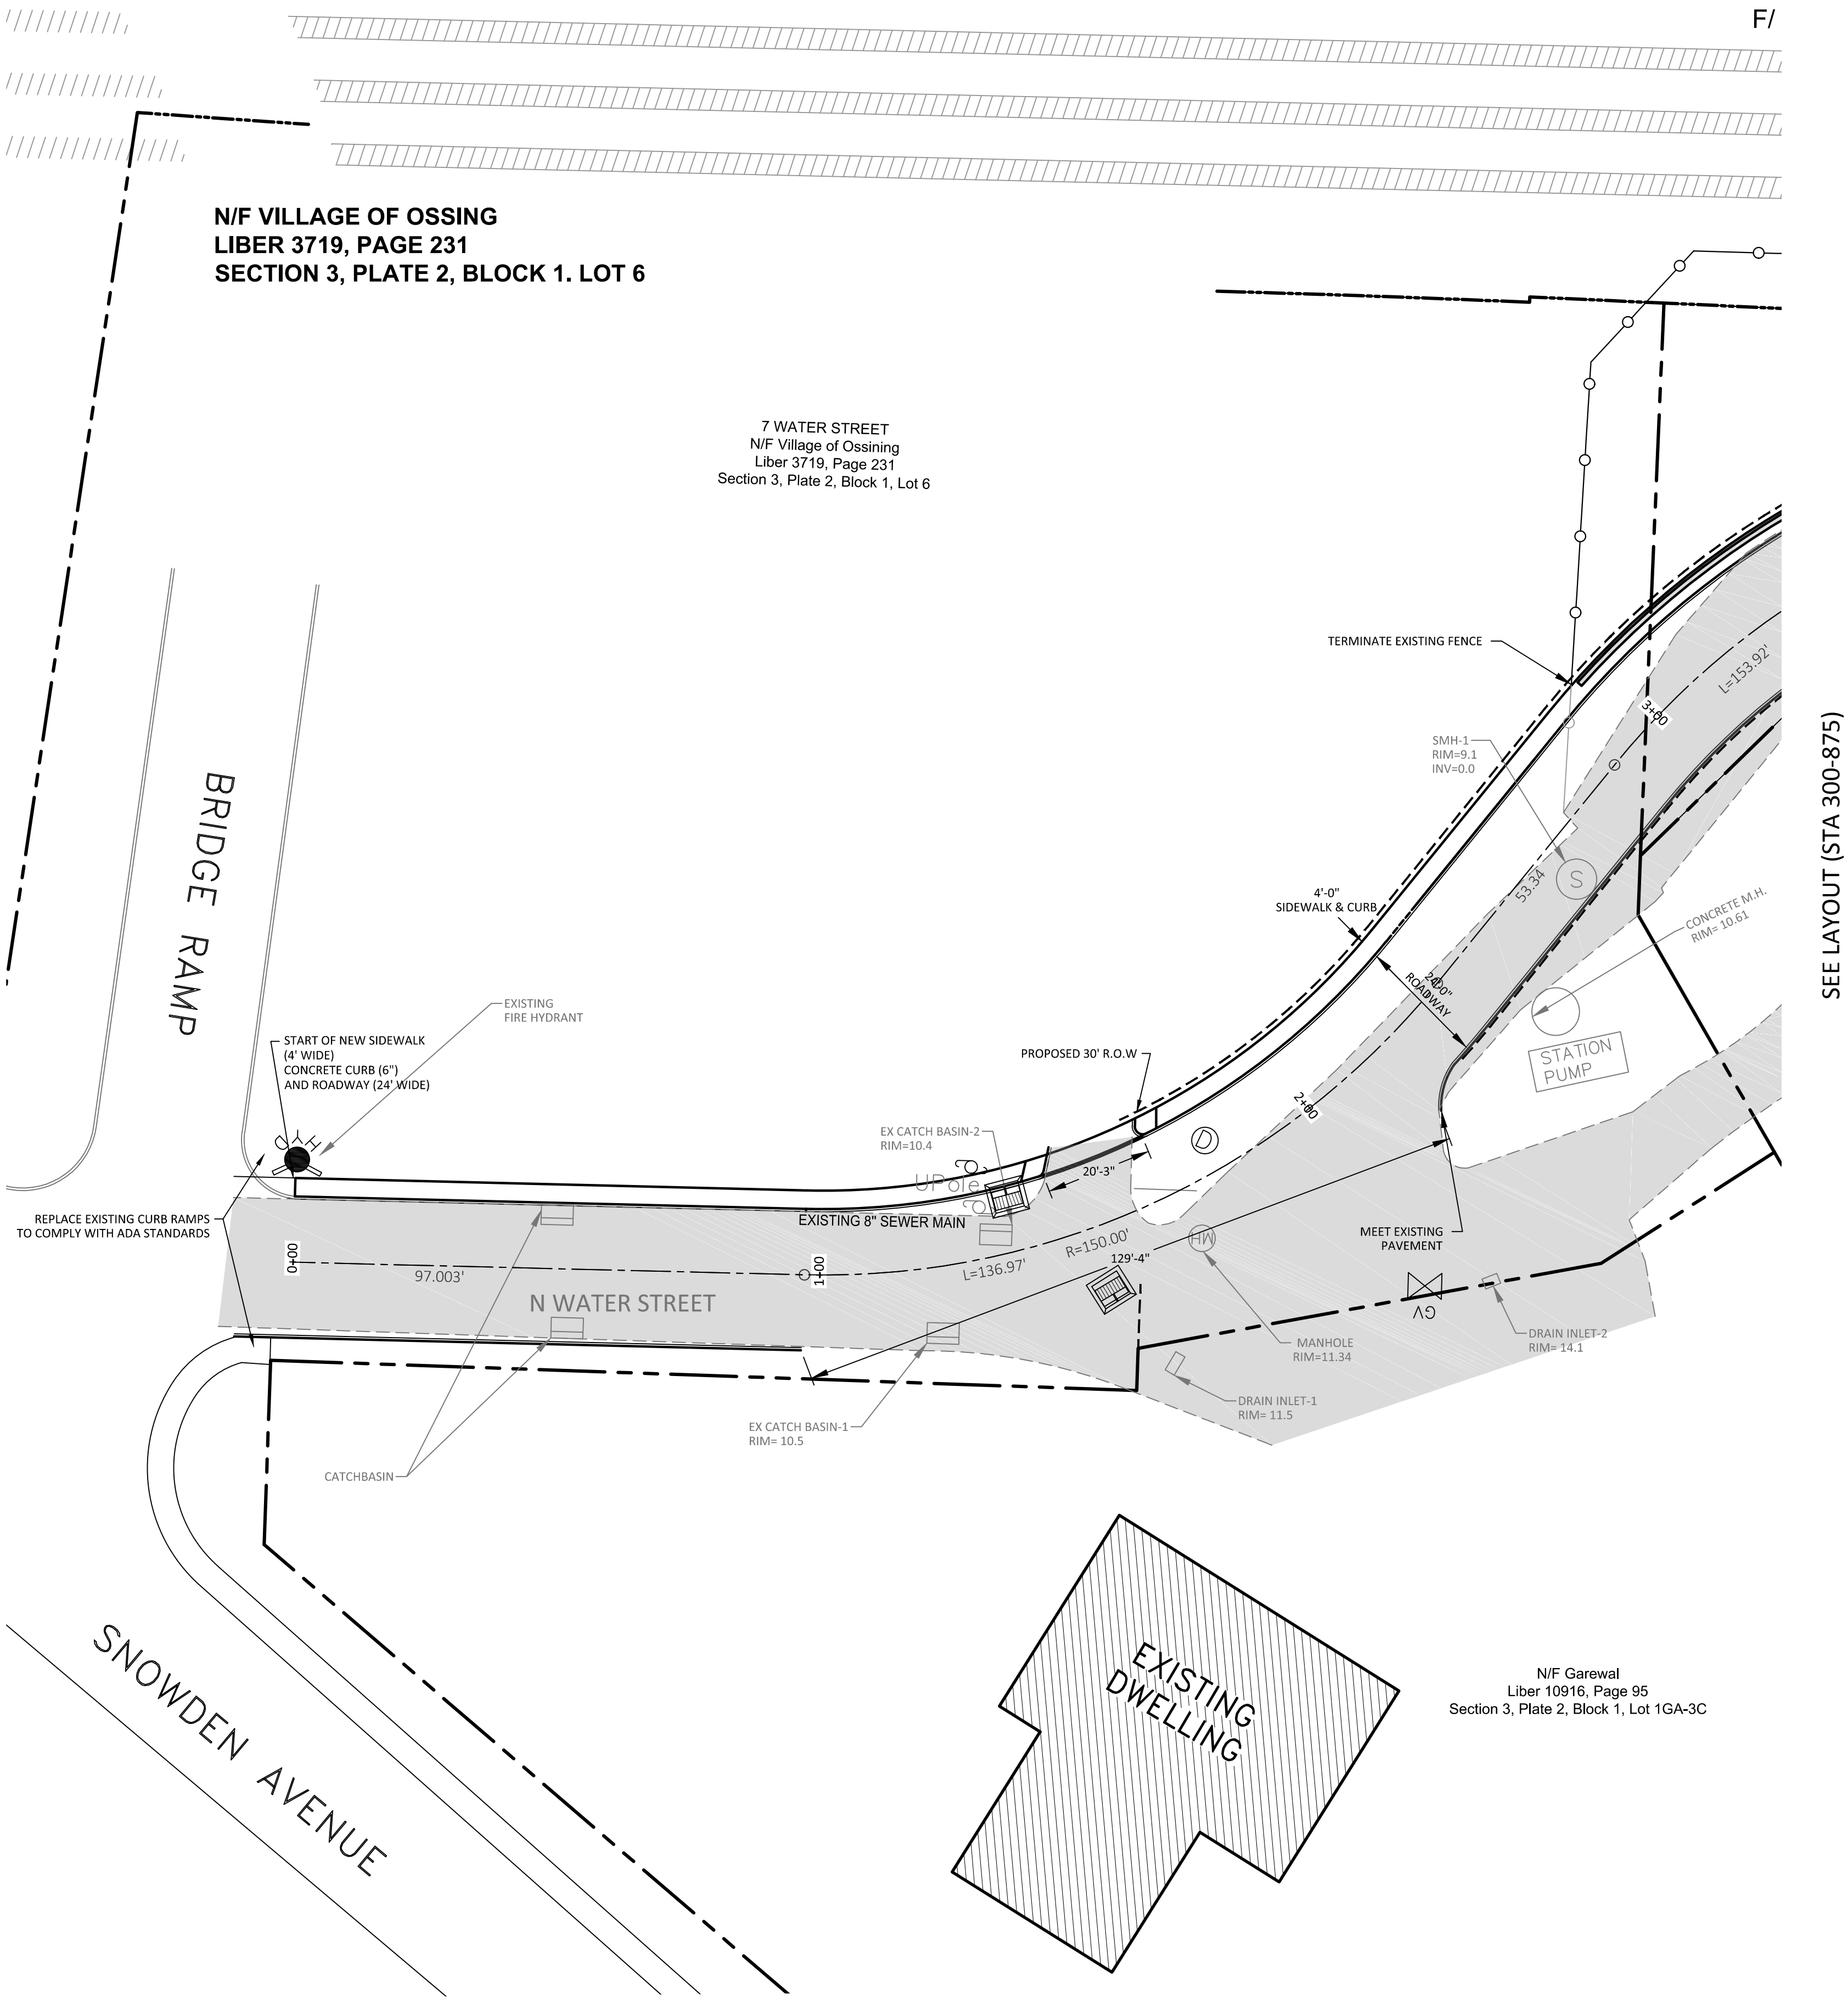 F/
N/F VILLAGE OF OSSING
LIBER 3719, PAGE 231
SECTION 3, PLATE 2, BLOCK 1. LOT 6
7 WATER STREET
N/F Village of Ossining
Liber 3719, Page 231
Section 3, Plate 2, Block 1, Lot 6
TERMINATE EXISTING FENCE
L=153.92'
3+00
SMH-1
RIM=9.1
INV=0.0
SEE LAYOUT (STA 300-875)
BRIDGE RAMP
S
53.34
4'-0"
SIDEWALK & CURB
CONCRETE M.H.
RIM= 10.61
24'-0"
ROADWAY
EXISTING
FIRE HYDRANT
START OF NEW SIDEWALK
(4' WIDE)
CONCRETE CURB (6")
AND ROADWAY (24' WIDE)
PROPOSED 30' R.O.W
STATION
PUMP
2+00
HYD
EX CATCH BASIN-2
RIM=10.4
D
UPole
20'-3"
REPLACE EXISTING CURB RAMPS
TO COMPLY WITH ADA STANDARDS
EXISTING 8" SEWER MAIN
MEET EXISTING
PAVEMENT
R=150.00'
MH
129'-4"
0+00
97.003'
1+00
L=136.97'
N WATER STREET
GV
MANHOLE
RIM=11.34
DRAIN INLET-2
RIM= 14.1
DRAIN INLET-1
RIM= 11.5
EX CATCH BASIN-1
RIM= 10.5
CATCHBASIN
SNOWDEN AVENUE
EXISTING
DWELLING
N/F Garewal
Liber 10916, Page 95
Section 3, Plate 2, Block 1, Lot 1GA-3C